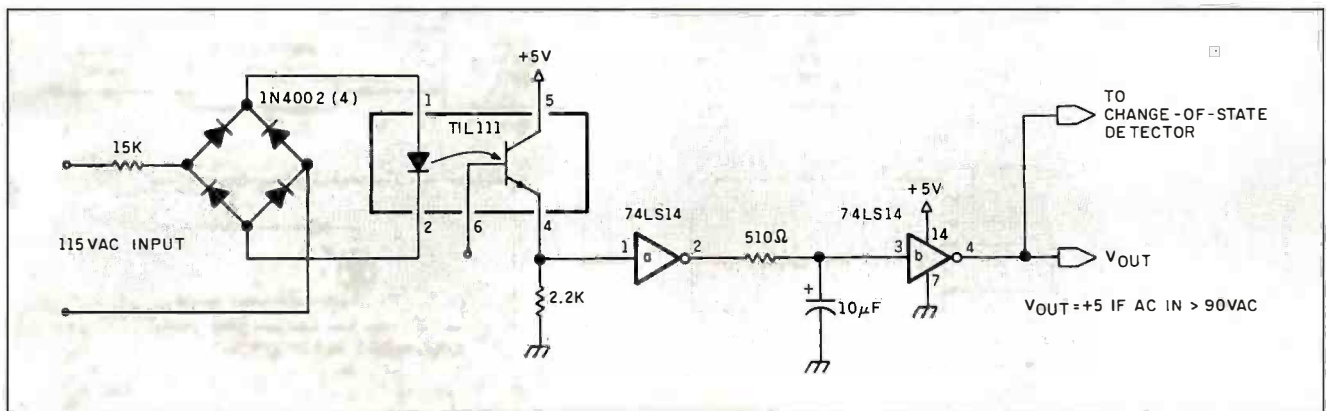 +5V
1N4002 (4)
1
5
TIL111
15K
2
6
4
115VAC INPUT
2.2K
74LS14
1
a
2
510Ω
+
10μF
+5V
74LS14
14
3
b
4
7
TO
CHANGE-OF-STATE
DETECTOR
VOUT
VOUT=+5 IF AC IN > 90VAC